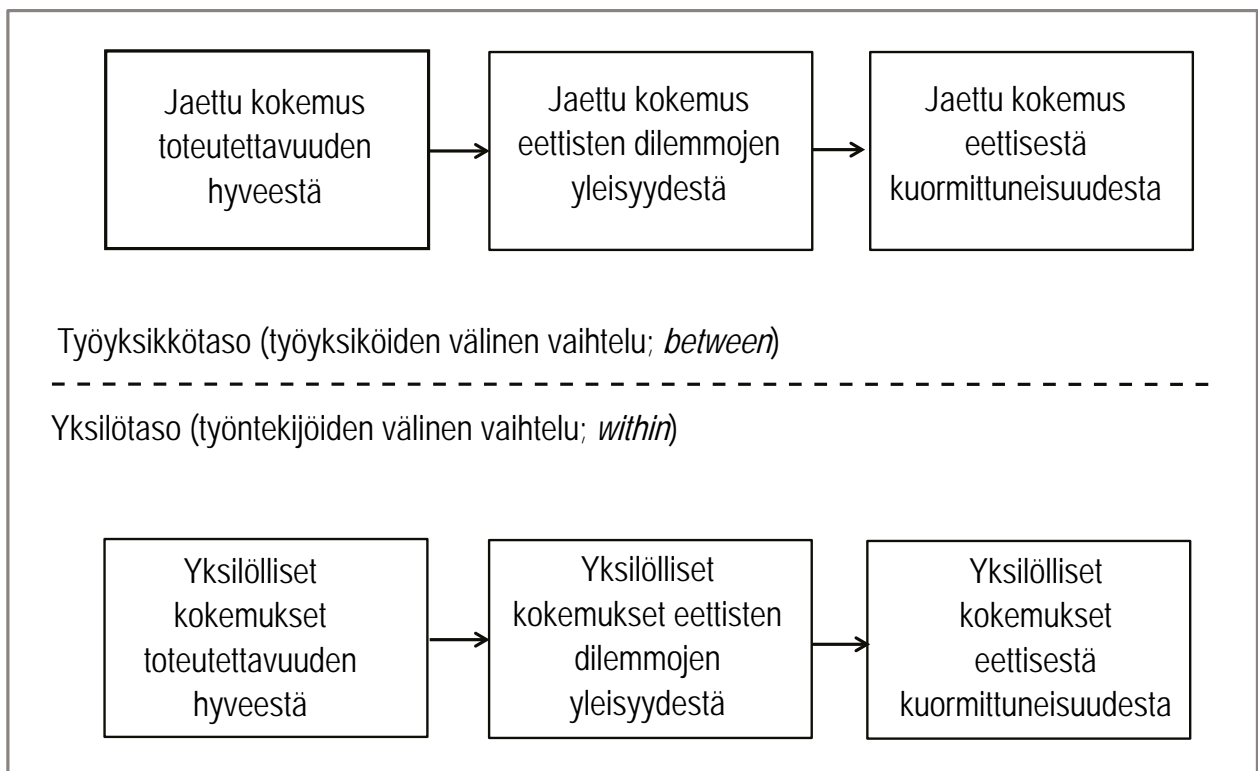 Jaettu kokemus
toteutettavuuden
hyveestä
Jaettu kokemus
eettisten dilemmojen
yleisyydestä
Jaettu kokemus
eettisestä
kuormittuneisuudesta
Työyksikkötaso (työyksiköiden välinen vaihtelu; between)
Yksilötaso (työntekijöiden välinen vaihtelu; within)
Yksilölliset
kokemukset
toteutettavuuden
hyveestä
Yksilölliset
kokemukset eettisten
dilemmojen
yleisyydestä
Yksilölliset
kokemukset
eettisestä
kuormittuneisuudesta